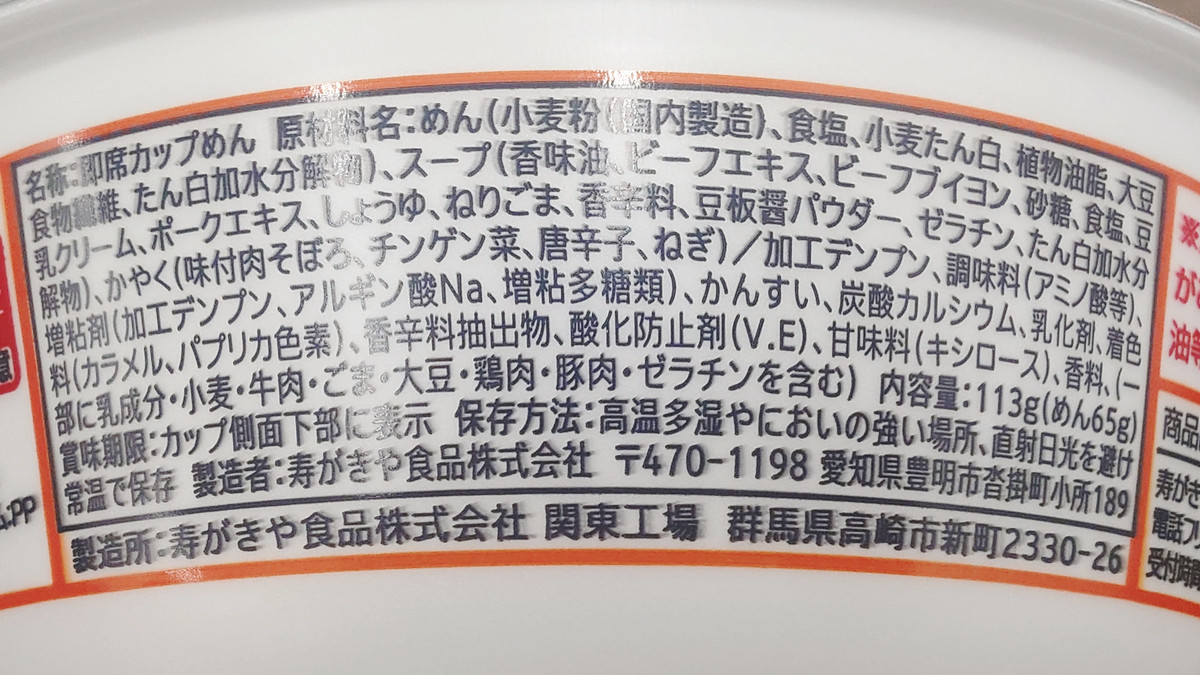 名称:即席カップめん 原材料名:めん(小麦粉(国内製造)、食塩、小麦たん白、植物油脂、大豆
食物繊維、たん白加水分解物)、スープ(香味油、ビーフエキス、ビーフブイヨン、砂糖、食塩、豆
乳クリーム、ポークエキス、しょうゆ、ねりごま、香辛料、豆板醤パウダー、ゼラチン、たん白加水分
解物)、かやく(味付肉そぼろ、チンゲン菜、唐辛子、ねぎ)/加工デンプン、調味料(アミノ酸等)、
増粘剤(加工デンプン、アルギン酸Na、増粘多糖類)、かんすい、炭酸カルシウム、乳化剤、着色
料(カラメル、パプリカ色素)、香辛料抽出物、酸化防止剤(V.E)、甘味料(キシロース)、香料、(一
部に乳成分・小麦・牛肉・ごま・大豆・鶏肉・豚肉・ゼラチンを含む) 内容量:113g(めん65g)
賞味期限:カップ側面下部に表示 保存方法:高温多湿やにおいの強い場所、直射日光を避け
常温で保存 製造者:寿がきや食品株式会社 〒470-1198 愛知県豊明市沓掛町小所189
製造所:寿がきや食品株式会社 関東工場 群馬県高崎市新町2330-26
※
が
油等
商品
寿がき
電話フ
受付時間
PP